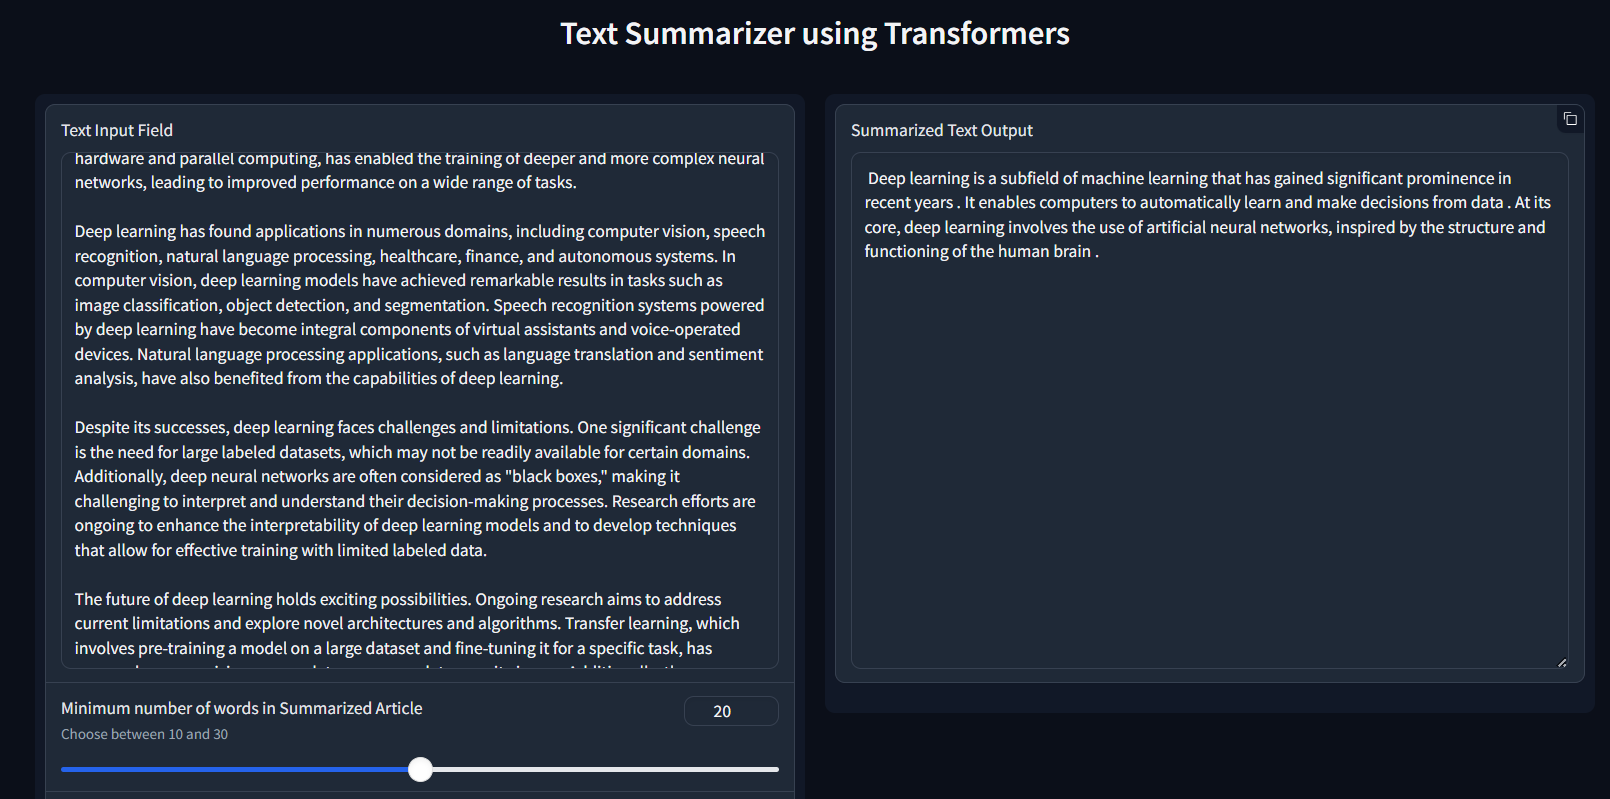 Text Summarizer using Transformers
Text Input Field
hardware and parallel computing, has enabled the training of deeper and more complex neural
networks, leading to improved performance on a wide range of tasks.
Deep learning has found applications in numerous domains, including computer vision, speech
recognition, natural language processing, healthcare, finance, and autonomous systems. In
computer vision, deep learning models have achieved remarkable results in tasks such as
image classification, object detection, and segmentation. Speech recognition systems powered
by deep learning have become integral components of virtual assistants and voice-operated
devices. Natural language processing applications, such as language translation and sentiment
analysis, have also benefited from the capabilities of deep learning.
Despite its successes, deep learning faces challenges and limitations. One significant challenge
is the need for large labeled datasets, which may not be readily available for certain domains.
Additionally, deep neural networks are often considered as "black boxes," making it
challenging to interpret and understand their decision-making processes. Research efforts are
ongoing to enhance the interpretability of deep learning models and to develop techniques
that allow for effective training with limited labeled data.
The future of deep learning holds exciting possibilities. Ongoing research aims to address
current limitations and explore novel architectures and algorithms. Transfer learning, which
involves pre-training a model on a large dataset and fine-tuning it for a specific task, has
Minimum number of words in Summarized Article
20
Choose between 10 and 30
Summarized Text Output
Deep learning is a subfield of machine learning that has gained significant prominence in
recent years . It enables computers to automatically learn and make decisions from data . At its
core, deep learning involves the use of artificial neural networks, inspired by the structure and
functioning of the human brain .